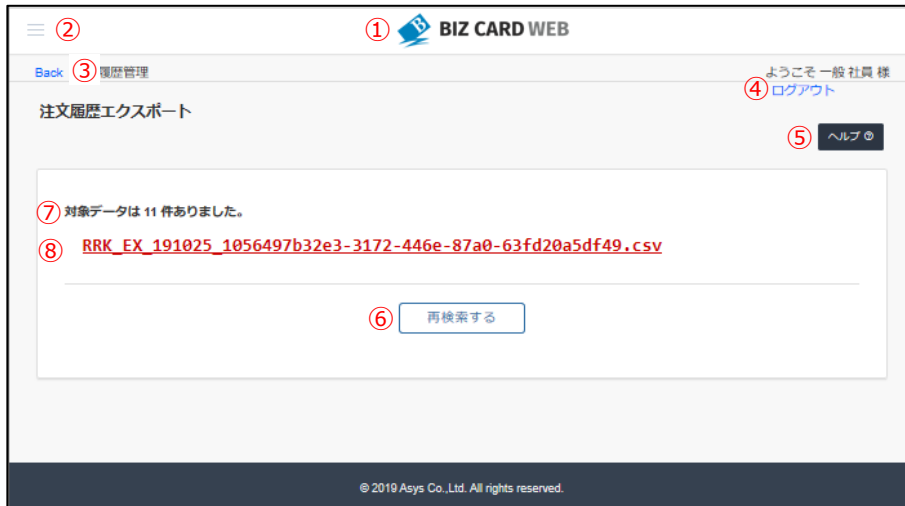 ② ① BIZ CARD WEB
Back ③ 履歴管理 ようこそ 一般 社員 様
④ ログアウト
注文履歴エクスポート
⑤ ヘルプ
⑦ 対象データは 11 件ありました。
⑧ RRK_EX_191025_1056497b32e3-3172-446e-87a0-63fd20a5df49.csv
⑥ 再検索する
© 2019 Asys Co.,Ltd. All rights reserved.